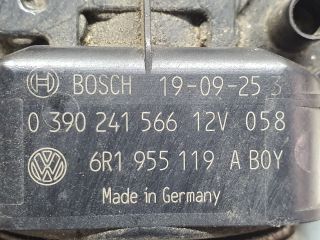 BOSCH 19-09-25 3
0 390 241 566 12V 058
6R1 955 119 A BOY
Made in Germany